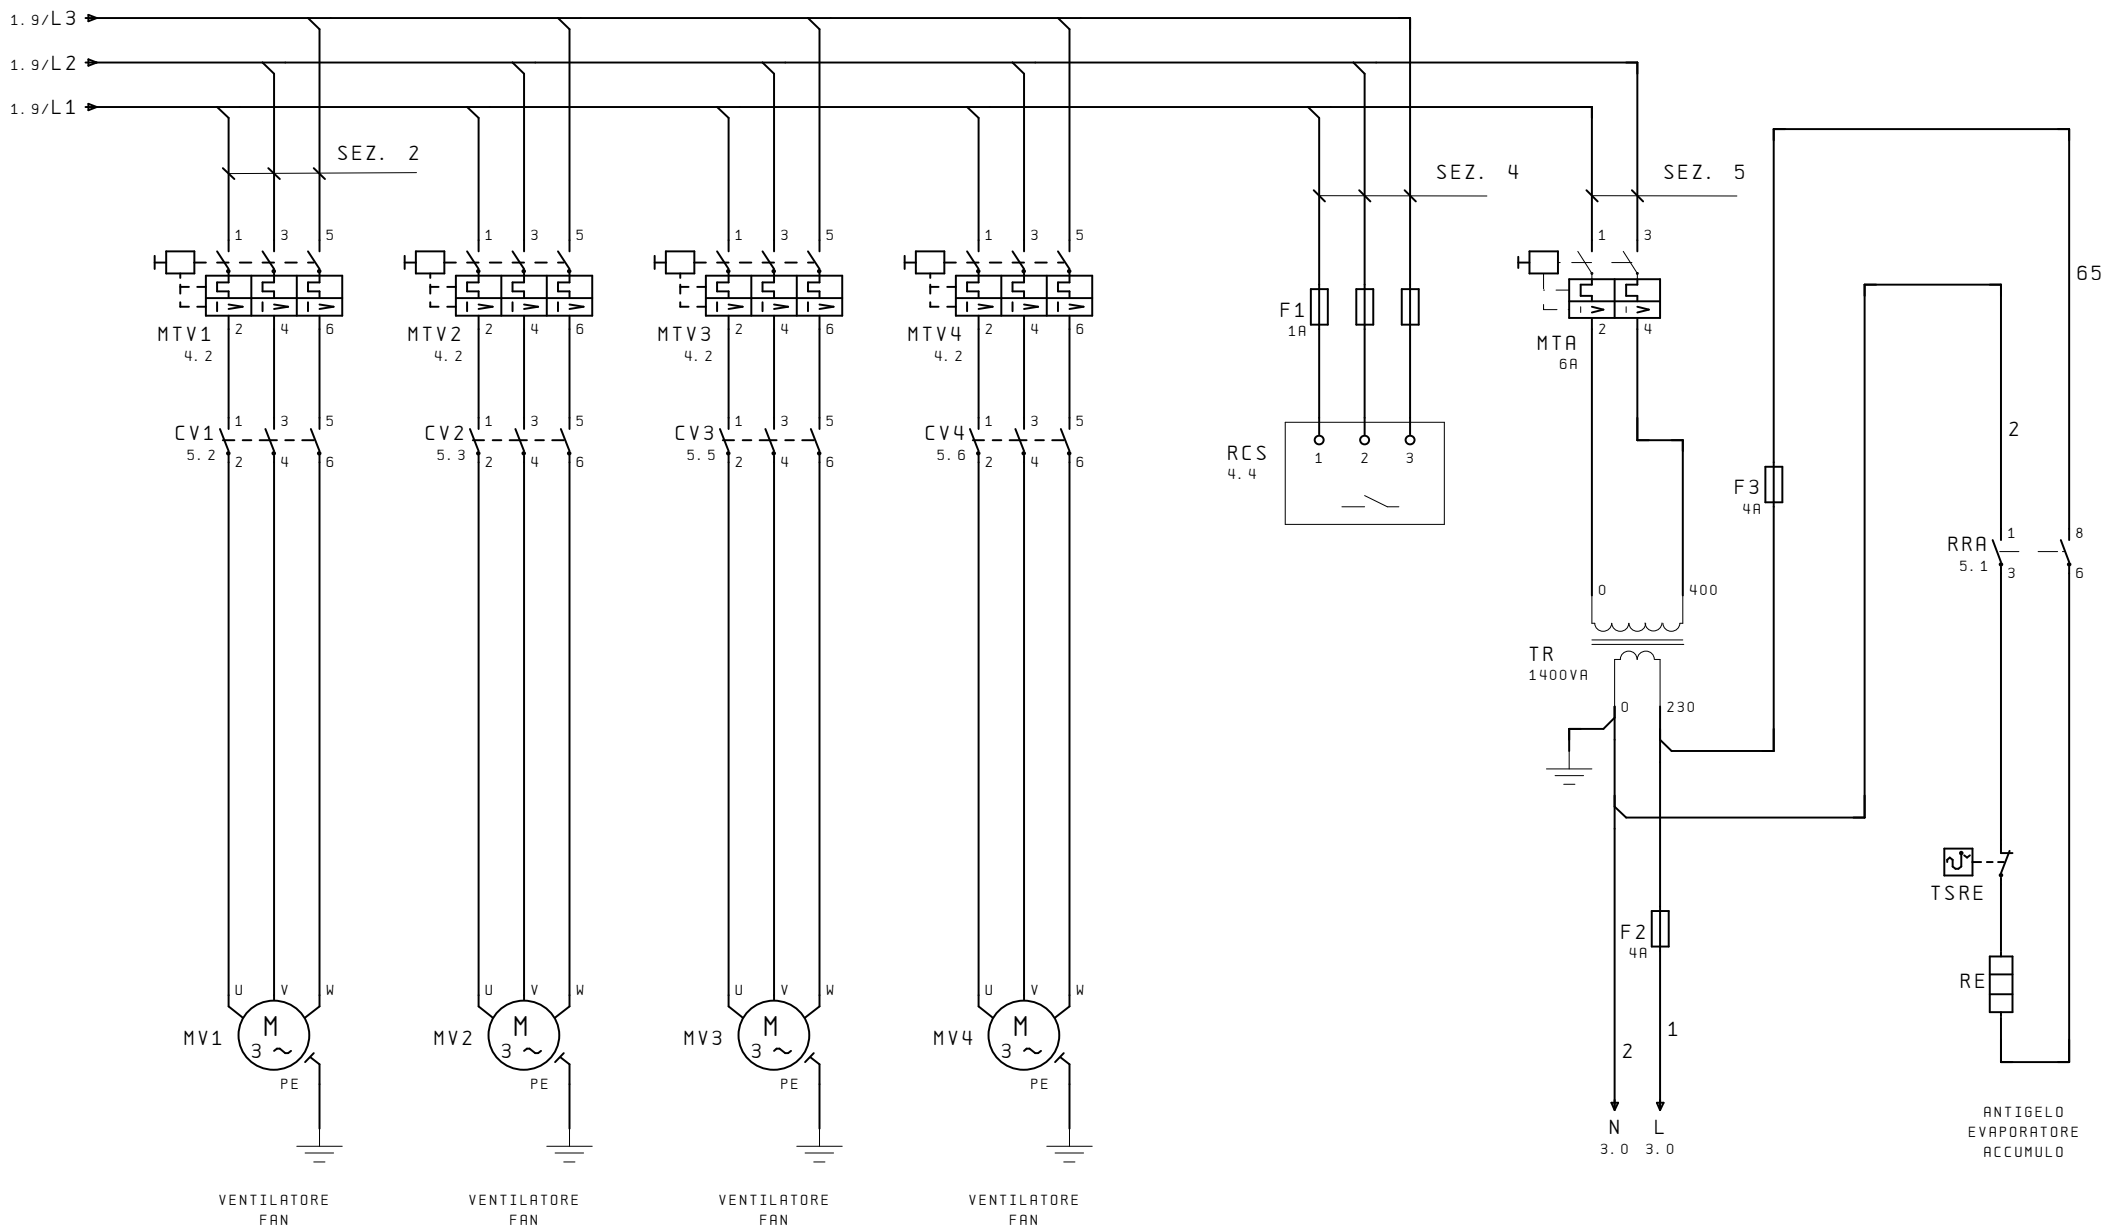 1.9/L3
1.9/L2
1.9/L1
SEZ. 2
SEZ. 4
SEZ. 5
1 3 5
1 3 5
1 3 5
1 3 5
1 3
65
MTV1
4.2
2 4 6
MTV2
4.2
2 4 6
MTV3
4.2
2 4 6
MTV4
4.2
2 4 6
F1
1A
MTA
6A
2 4
CV1
5.2
1 3 5
2 4 6
CV2
5.3
1 3 5
2 4 6
CV3
5.5
1 3 5
2 4 6
CV4
5.6
1 3 5
2 4 6
RCS
4.4
1 2 3
2
F3
4A
RRA
5.1
1
3
8
6
0
400
TR
1400VA
0
230
TSRE
F2
4A
RE
MV1
U V W
M
3 ~
PE
MV2
U V W
M
3 ~
PE
MV3
U V W
M
3 ~
PE
MV4
U V W
M
3 ~
PE
2
1
N L
3.0 3.0
ANTIGELO
EVAPORATORE
ACCUMULO
VENTILATORE
FAN
VENTILATORE
FAN
VENTILATORE
FAN
VENTILATORE
FAN